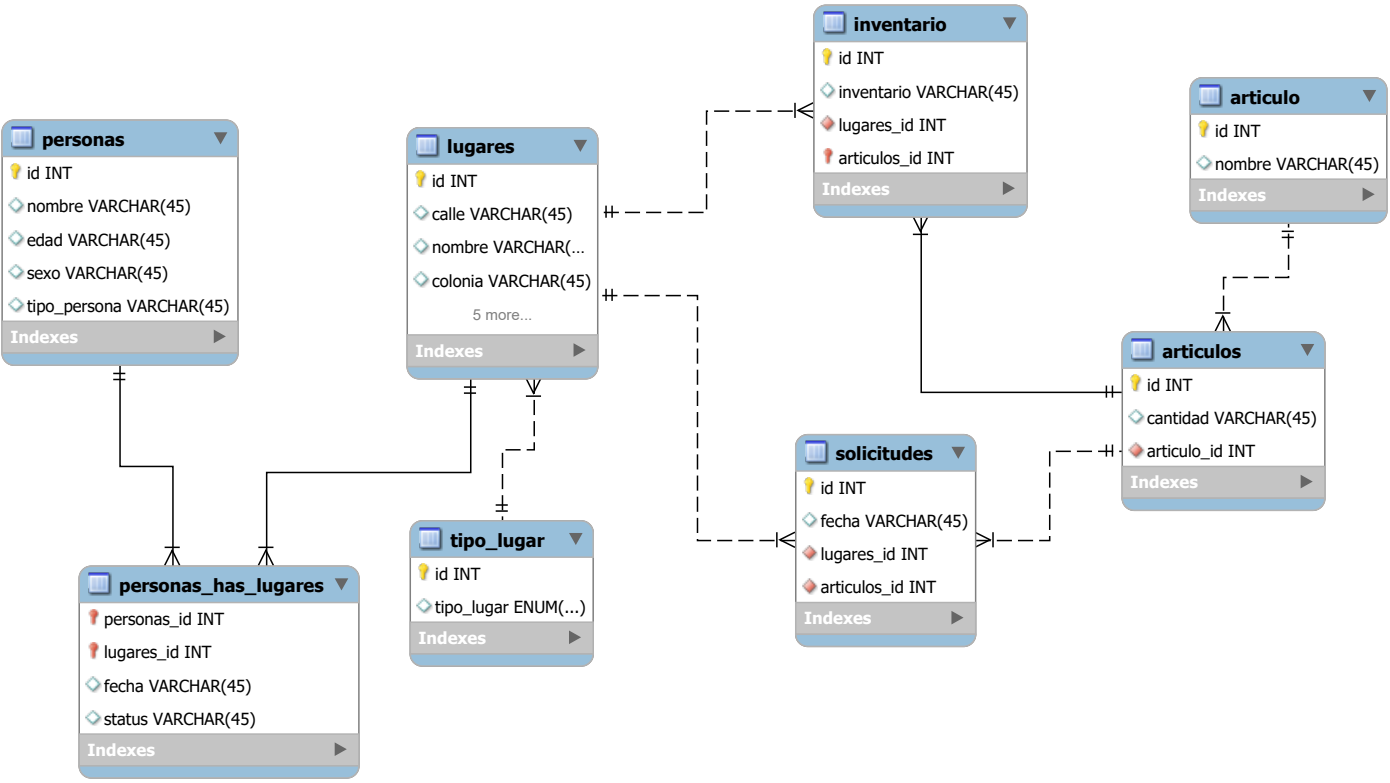 personas
id INT
nombre VARCHAR(45)
edad VARCHAR(45)
sexo VARCHAR(45)
tipo_persona VARCHAR(45)
Indexes
lugares
id INT
calle VARCHAR(45)
nombre VARCHAR(...
colonia VARCHAR(45)
5 more...
Indexes
inventario
id INT
inventario VARCHAR(45)
lugares_id INT
articulos_id INT
Indexes
articulo
id INT
nombre VARCHAR(45)
Indexes
articulos
id INT
cantidad VARCHAR(45)
articulo_id INT
Indexes
solicitudes
id INT
fecha VARCHAR(45)
lugares_id INT
articulos_id INT
Indexes
tipo_lugar
id INT
tipo_lugar ENUM(...)
Indexes
personas_has_lugares
personas_id INT
lugares_id INT
fecha VARCHAR(45)
status VARCHAR(45)
Indexes